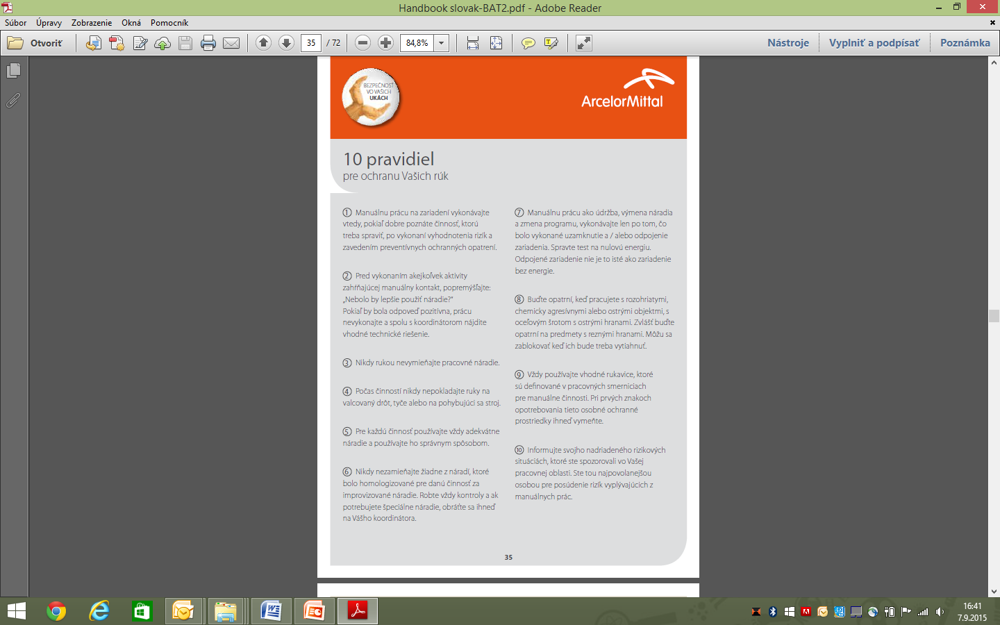 Handbook slovak-BAT2.pdf - Adobe Reader
Súbor Úpravy Zobrazenie Okná Pomocník
Otvoriť 35 / 72 84,8% Nástroje Vyplniť a podpísať Poznámka
BEZPEČNOSŤ
VO VAŠICH
UKÁCH
ArcelorMittal
10 pravidiel
pre ochranu Vašich rúk
1 Manuálnu prácu na zariadení vykonávajte
vtedy, pokiaľ dobre poznáte činnosť, ktorú
treba spraviť, po vykonaní vyhodnotenia rizík a
zavedením preventívnych ochranných opatrení.
2 Pred vykonaním akejkoľvek aktivity
zahŕňajúcej manuálny kontakt, popremýšľajte:
„Nebolo by lepšie použiť náradie?“
Pokiaľ by bola odpoveď pozitívna, prácu
nevykonajte a spolu s koordinátorom nájdite
vhodné technické riešenie.
3 Nikdy rukou nevymieňajte pracovné náradie.
4 Počas činností nikdy nepokladajte ruky na
valcovaný drôt, tyče alebo na pohybujúci sa stroj.
5 Pre každú činnosť používajte vždy adekvátne
náradie a používajte ho správnym spôsobom.
6 Nikdy nezamieňajte žiadne z náradí, ktoré
bolo homologizované pre danú činnosť za
improvizované náradie. Robte vždy kontroly a ak
potrebujete špeciálne náradie, obráťte sa ihneď
na Vášho koordinátora.
7 Manuálnu prácu ako údržba, výmena náradia
a zmena programu, vykonávajte len po tom, čo
bolo vykonané uzamknutie a / alebo odpojenie
zariadenia. Spravte test na nulovú energiu.
Odpojené zariadenie nie je to isté ako zariadenie
bez energie.
8 Buďte opatrní, keď pracujete s rozohriatymi,
chemicky agresívnymi alebo ostrými objektmi, s
oceľovým šrotom s ostrými hranami. Zvlášť buďte
opatrní na predmety s reznými hranami. Môžu sa
zablokovať keď ich bude treba vytiahnuť.
9 Vždy používajte vhodné rukavice, ktoré
sú definované v pracovných smerniciach
pre manuálne činnosti. Pri prvých znakoch
opotrebovania tieto osobné ochranné
prostriedky ihneď vymeňte.
10 Informujte svojho nadriadeného rizikových
situáciách, ktoré ste spozorovali vo Vašej
pracovnej oblasti. Ste tou najpovolanejšou
osobou pre posúdenie rizík vyplývajúcich z
manuálnych prác.
35
16:41
7.9.2015